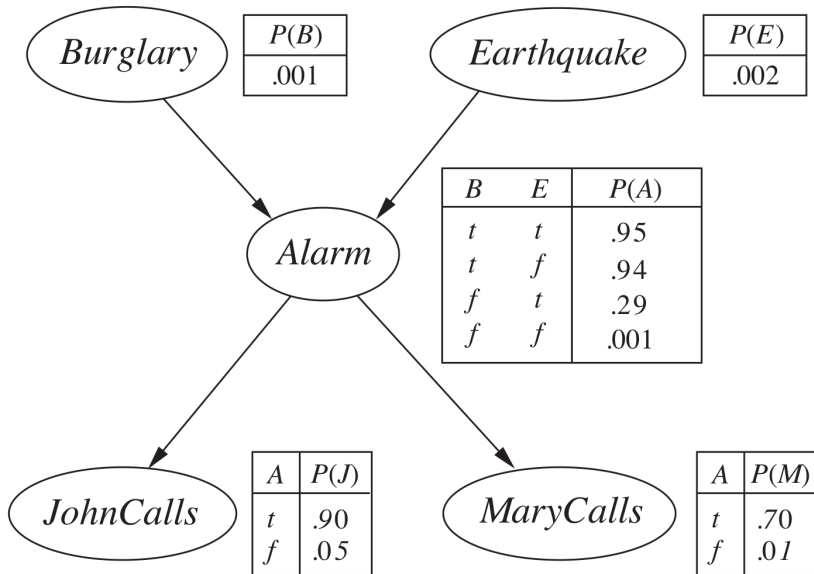 Burglary
P(B)
.001
Earthquake
P(E)
.002
Alarm
B E P(A)
t t .95
t f .94
f t .29
f f .001
JohnCalls
A P(J)
t .90
f .05
MaryCalls
A P(M)
t .70
f .01